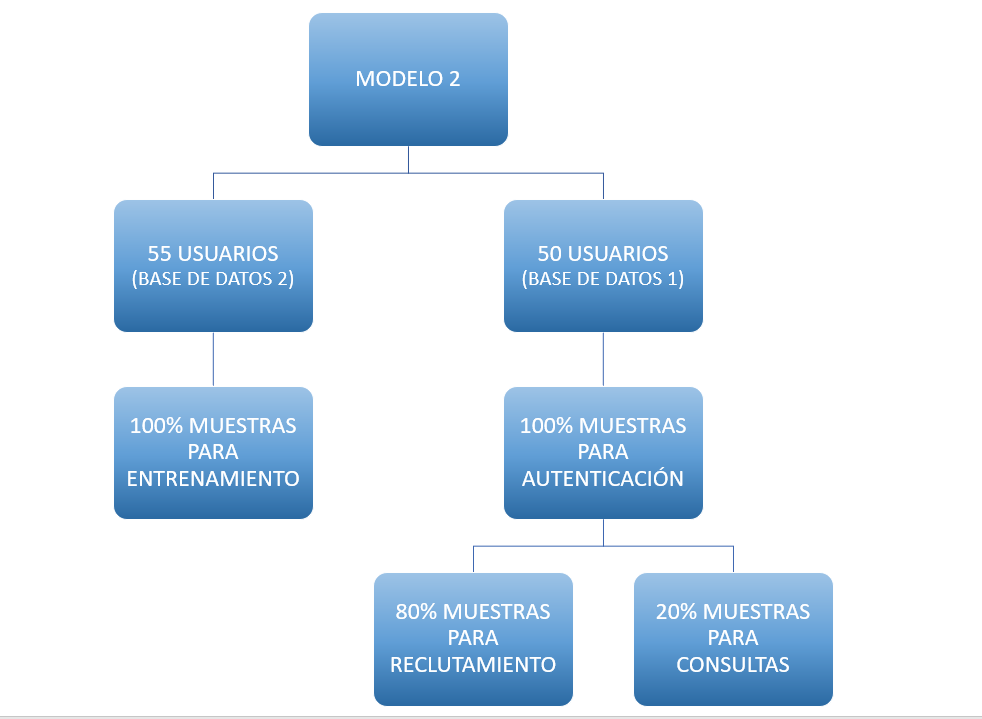 MODELO 2
55 USUARIOS
(BASE DE DATOS 2)
50 USUARIOS
(BASE DE DATOS 1)
100% MUESTRAS
PARA
ENTRENAMIENTO
100% MUESTRAS
PARA
AUTENTICACIÓN
80% MUESTRAS
PARA
RECLUTAMIENTO
20% MUESTRAS
PARA
CONSULTAS